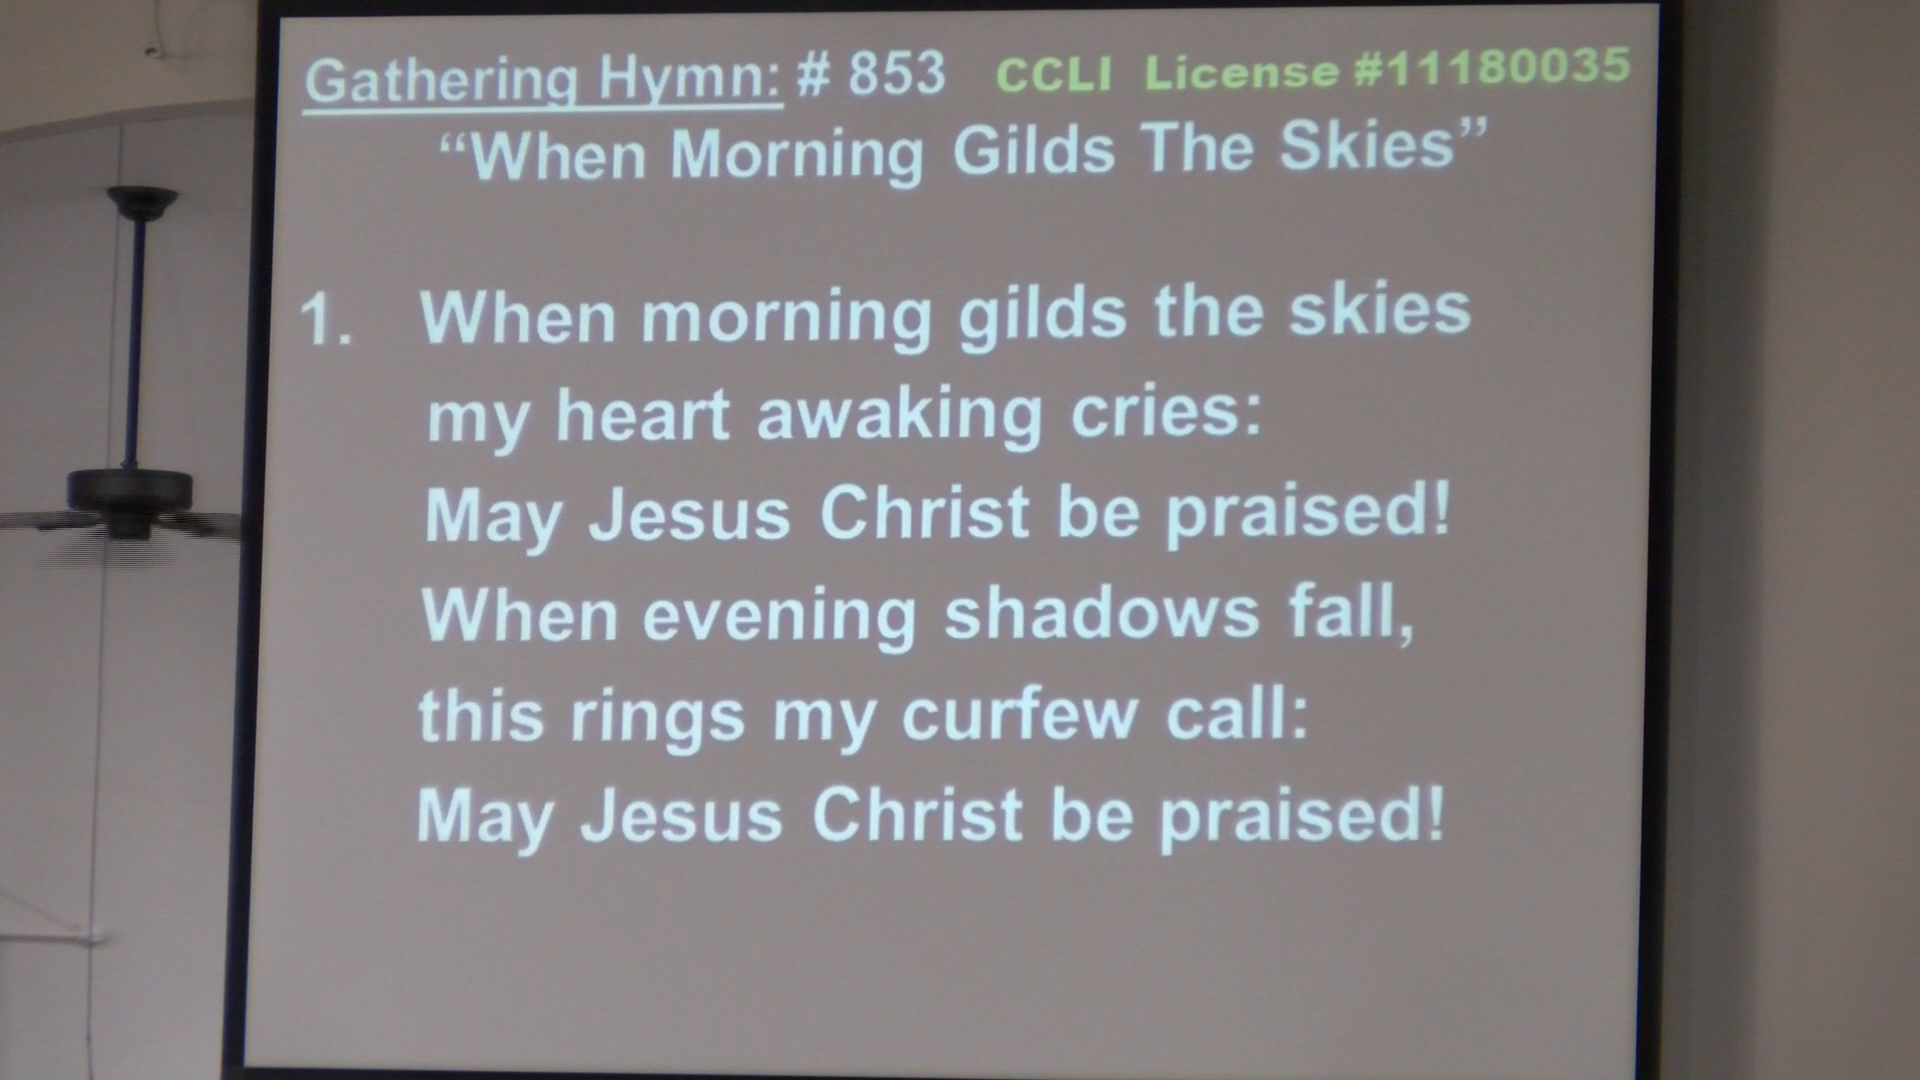 Gathering Hymn: # 853 CCLI License #11180035
“When Morning Gilds The Skies”
1. When morning gilds the skies
my heart awaking cries:
May Jesus Christ be praised!
When evening shadows fall,
this rings my curfew call:
May Jesus Christ be praised!